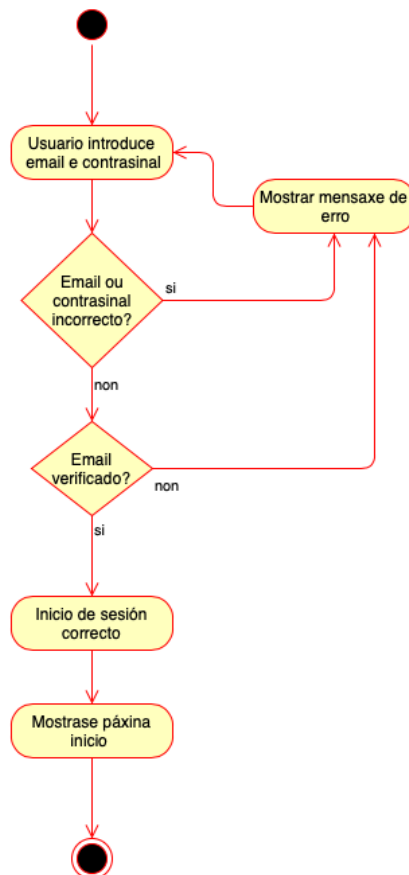 Usuario introduce
email e contrasinal
Mostrar mensaxe de
erro
Email ou
contrasinal
incorrecto?
si
non
Email
verificado?
non
si
Inicio de sesión
correcto
Mostrase páxina
inicio